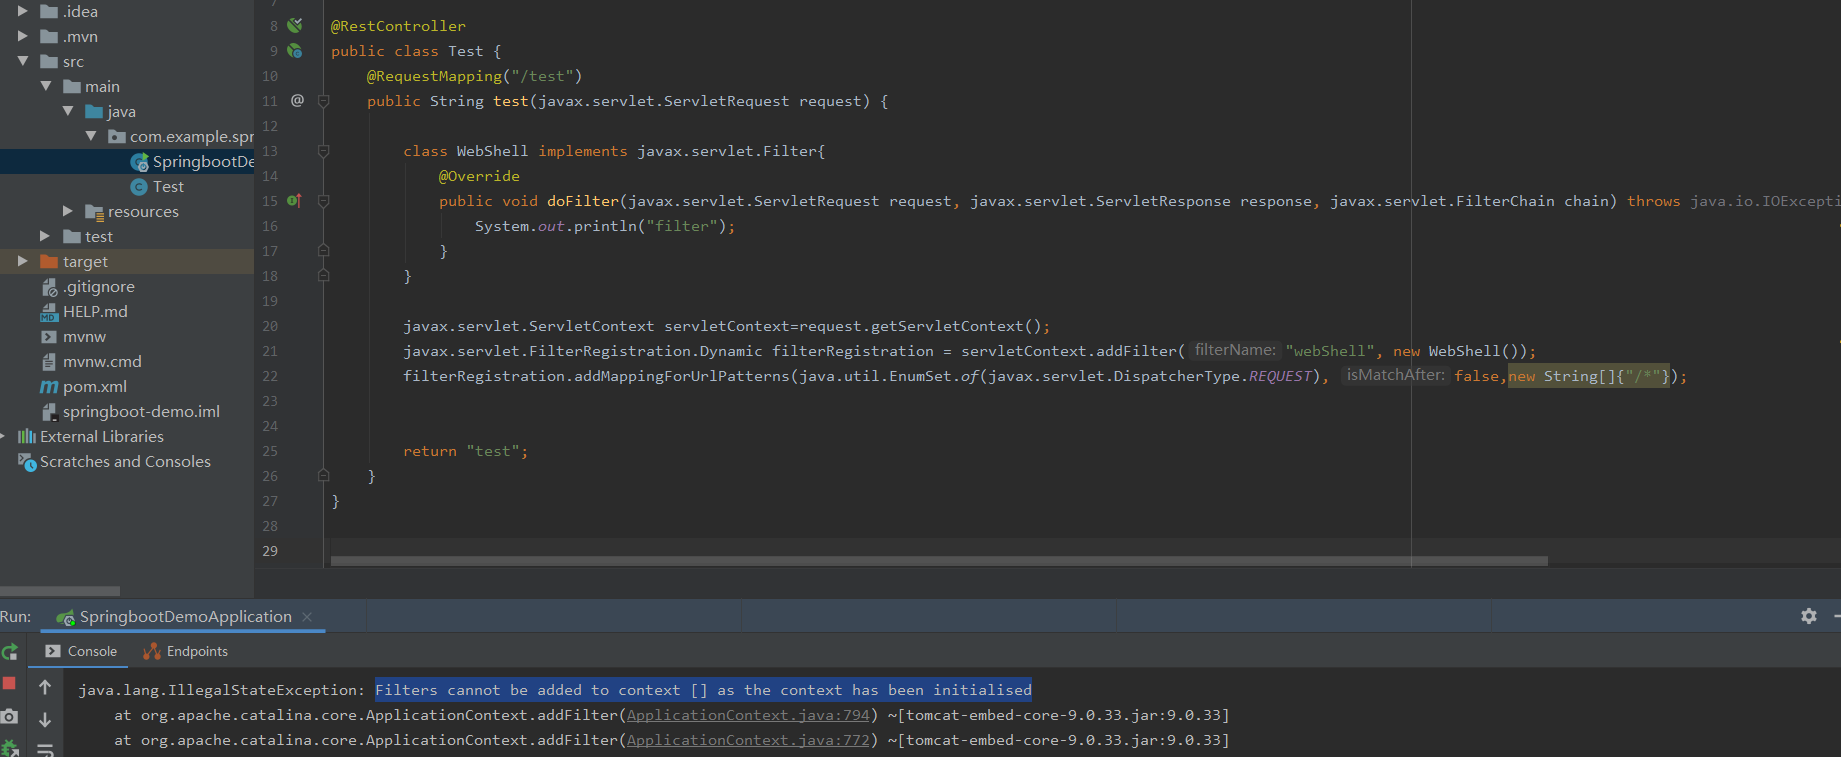 .idea
.mvn
src
main
java
com.example.spr
SpringbootDe
Test
resources
test
target
.gitignore
HELP.md
mvnw
mvnw.cmd
pom.xml
springboot-demo.iml
External Libraries
Scratches and Consoles
7
8 @RestController
9 public class Test {
10 @RequestMapping("/test")
11 @ public String test(javax.servlet.ServletRequest request) {
12
13 class WebShell implements javax.servlet.Filter{
14 @Override
15 public void doFilter(javax.servlet.ServletRequest request, javax.servlet.ServletResponse response, javax.servlet.FilterChain chain) throws java.io.IOExcepti
16 System.out.println("filter");
17 }
18 }
19
20 javax.servlet.ServletContext servletContext=request.getServletContext();
21 javax.servlet.FilterRegistration.Dynamic filterRegistration = servletContext.addFilter( filterName: "webShell", new WebShell());
22 filterRegistration.addMappingForUrlPatterns(java.util.EnumSet.of(javax.servlet.DispatcherType.REQUEST), isMatchAfter: false,new String[]{"/*"});
23
24
25 return "test";
26 }
27 }
28
29
Run: SpringbootDemoApplication
Console Endpoints
java.lang.IllegalStateException: Filters cannot be added to context [] as the context has been initialised
at org.apache.catalina.core.ApplicationContext.addFilter(ApplicationContext.java:794) ~[tomcat-embed-core-9.0.33.jar:9.0.33]
at org.apache.catalina.core.ApplicationContext.addFilter(ApplicationContext.java:772) ~[tomcat-embed-core-9.0.33.jar:9.0.33]